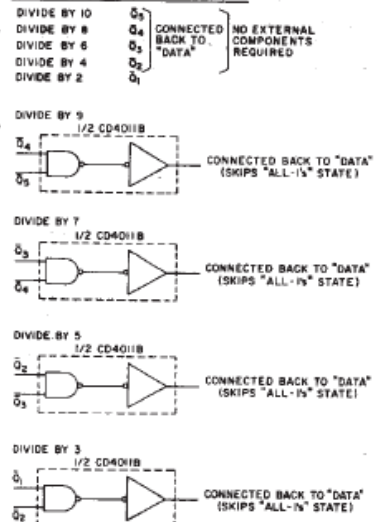 DIVIDE BY 10 Q̄5 CONNECTED NO EXTERNAL
DIVIDE BY 8 Q̄4 BACK TO COMPONENTS
DIVIDE BY 6 Q̄3 "DATA" REQUIRED
DIVIDE BY 4 Q̄2
DIVIDE BY 2 Q̄1
DIVIDE BY 9
1/2 CD4011B
Q̄4
Q̄5
CONNECTED BACK TO "DATA"
(SKIPS "ALL-1's" STATE)
DIVIDE BY 7
1/2 CD4011B
Q̄3
Q̄4
CONNECTED BACK TO "DATA"
(SKIPS "ALL-1's" STATE)
DIVIDE BY 5
1/2 CD4011B
Q̄2
Q̄3
CONNECTED BACK TO "DATA"
(SKIPS "ALL-1's" STATE)
DIVIDE BY 3
1/2 CD4011B
Q̄1
Q̄2
CONNECTED BACK TO "DATA"
(SKIPS "ALL-1's" STATE)